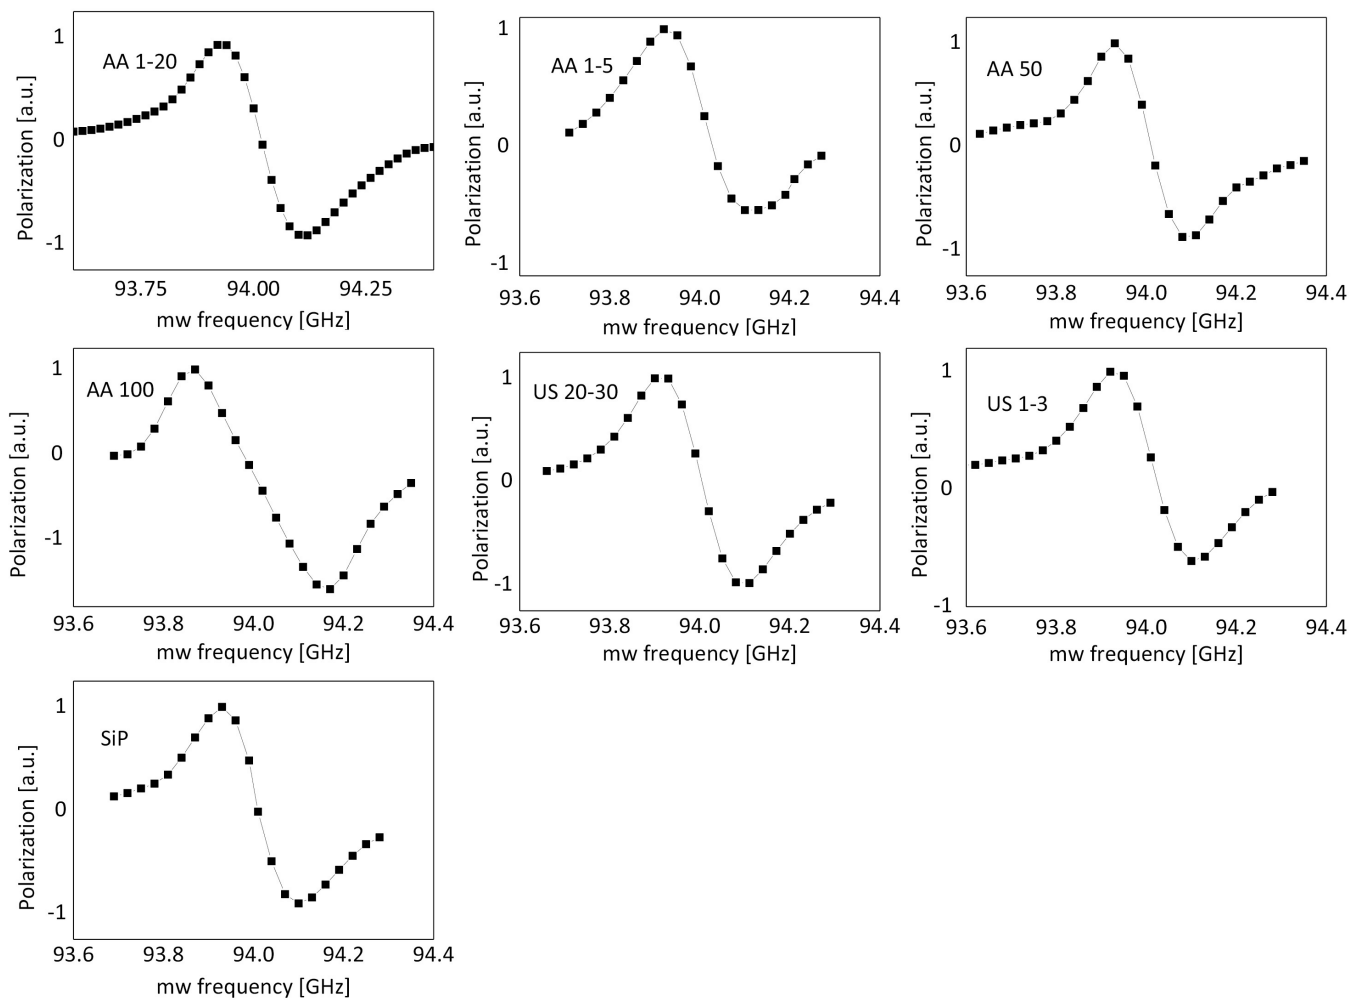 AA 1-20
Polarization [a.u.]
1
0
-1
93.75 94.00 94.25
mw frequency [GHz]
AA 1-5
Polarization [a.u.]
1
0
-1
93.6 93.8 94.0 94.2 94.4
mw frequency [GHz]
AA 50
Polarization [a.u.]
1
0
-1
93.6 93.8 94.0 94.2 94.4
mw frequency [GHz]
AA 100
Polarization [a.u.]
1
0
-1
93.6 93.8 94.0 94.2 94.4
mw frequency [GHz]
US 20-30
Polarization [a.u.]
1
0
-1
93.6 93.8 94.0 94.2 94.4
mw frequency [GHz]
US 1-3
Polarization [a.u.]
1
0
-1
93.6 93.8 94.0 94.2 94.4
mw frequency [GHz]
SiP
Polarization [a.u.]
1
0
-1
93.6 93.8 94.0 94.2 94.4
mw frequency [GHz]